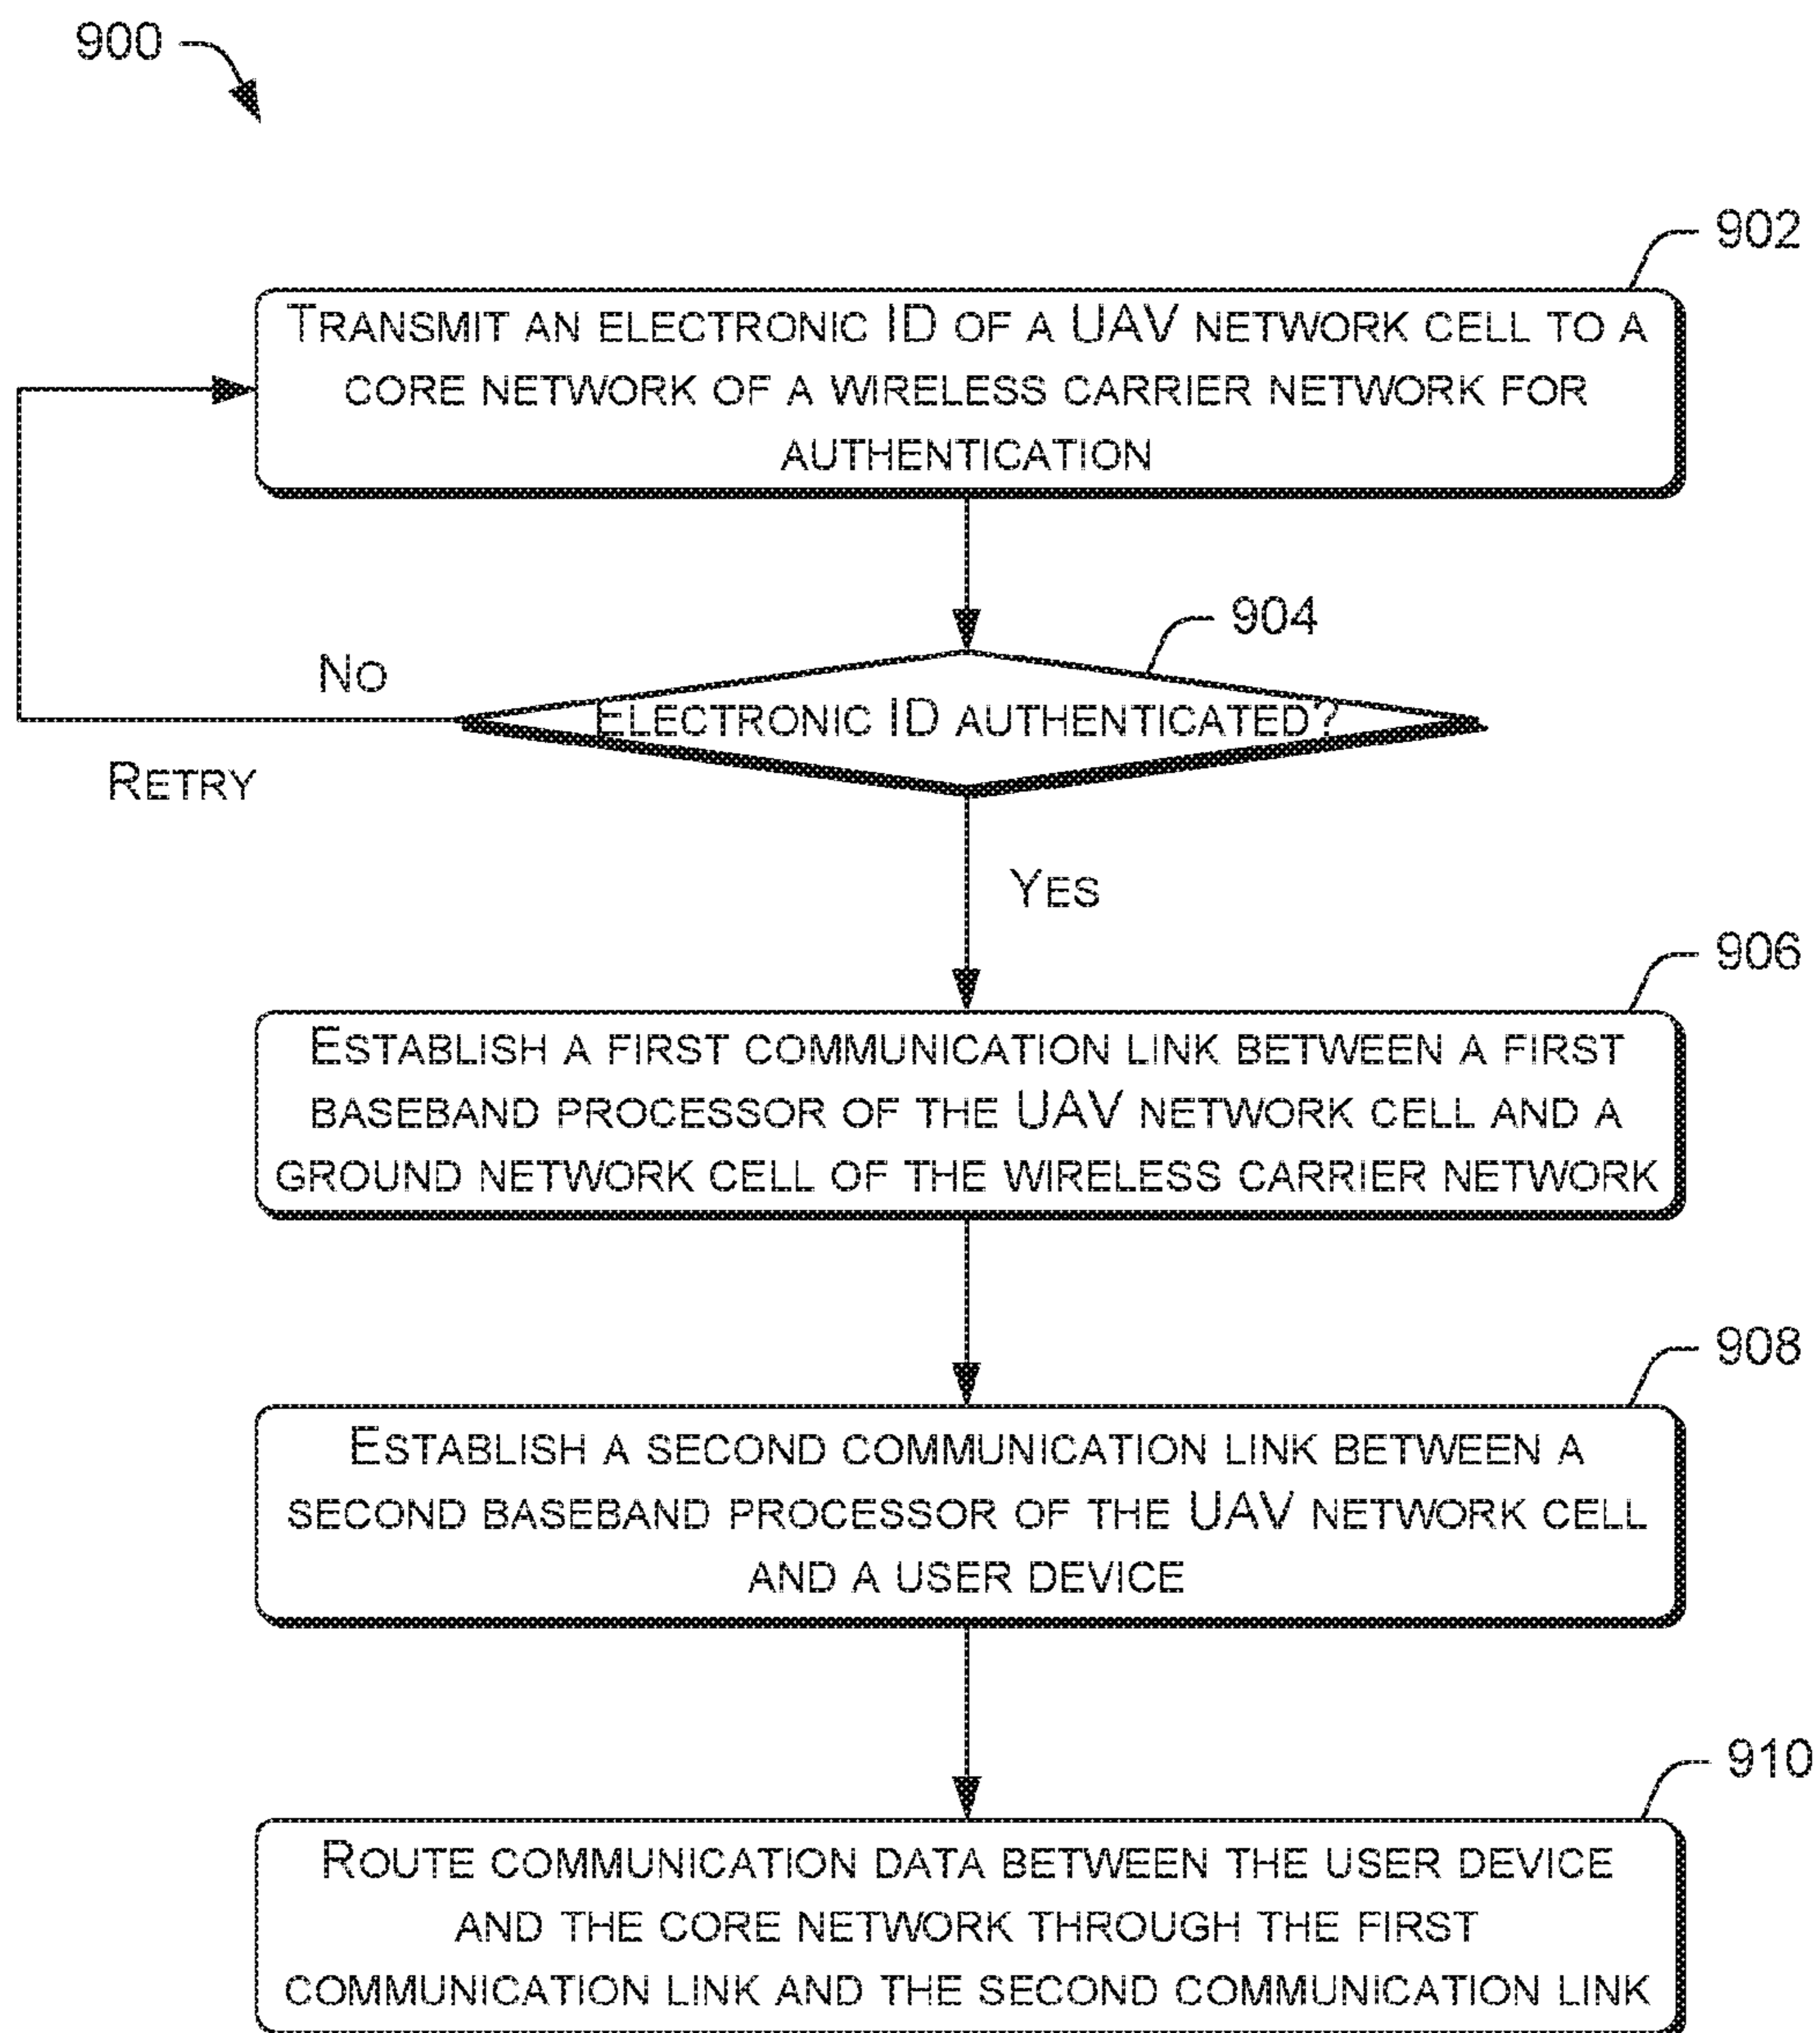 900
902
TRANSMIT AN ELECTRONIC ID OF A UAV NETWORK CELL TO A
CORE NETWORK OF A WIRELESS CARRIER NETWORK FOR
AUTHENTICATION
904
NO
ELECTRONIC ID AUTHENTICATED?
RETRY
YES
906
ESTABLISH A FIRST COMMUNICATION LINK BETWEEN A FIRST
BASEBAND PROCESSOR OF THE UAV NETWORK CELL AND A
GROUND NETWORK CELL OF THE WIRELESS CARRIER NETWORK
908
ESTABLISH A SECOND COMMUNICATION LINK BETWEEN A
SECOND BASEBAND PROCESSOR OF THE UAV NETWORK CELL
AND A USER DEVICE
910
ROUTE COMMUNICATION DATA BETWEEN THE USER DEVICE
AND THE CORE NETWORK THROUGH THE FIRST
COMMUNICATION LINK AND THE SECOND COMMUNICATION LINK